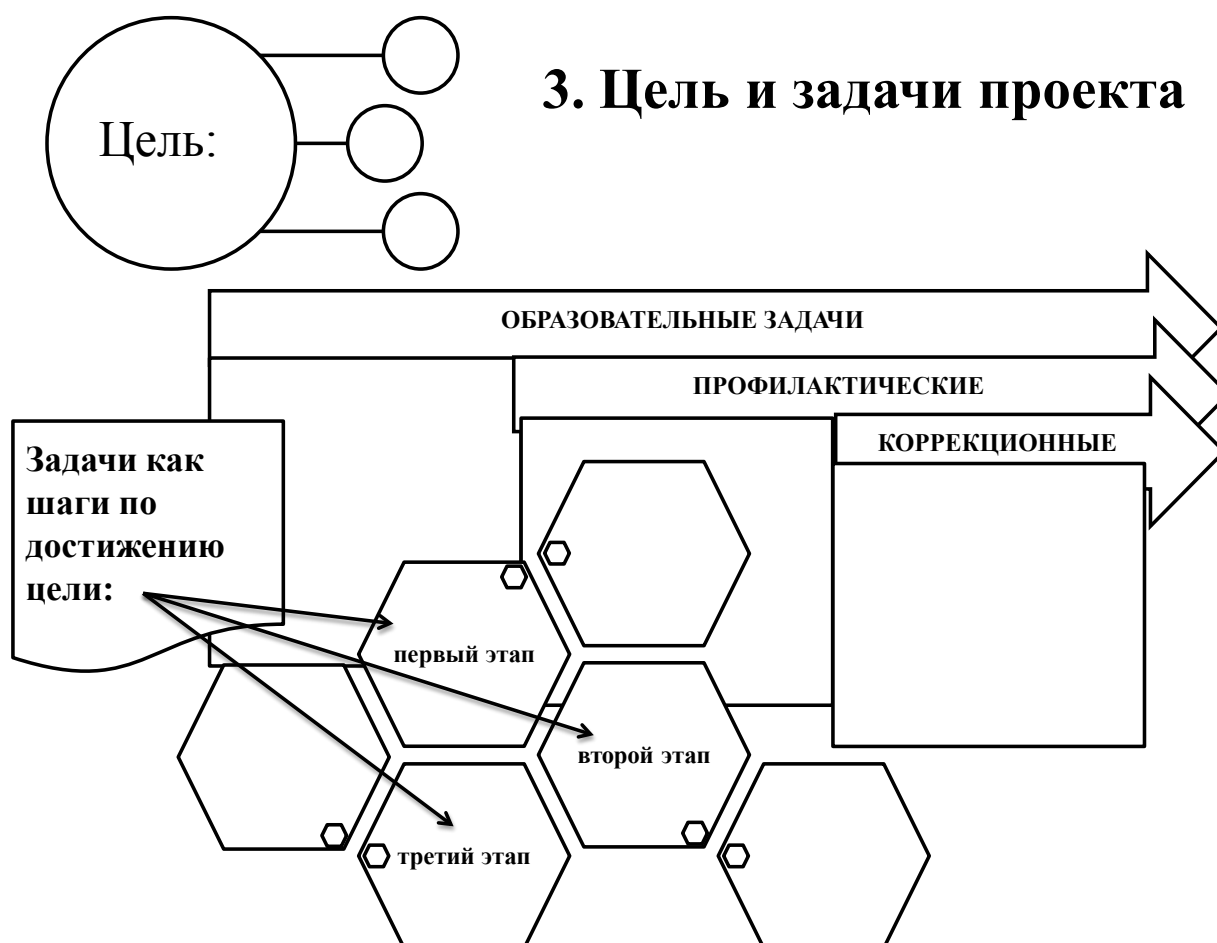 3. Цель и задачи проекта
Цель:
ОБРАЗОВАТЕЛЬНЫЕ ЗАДАЧИ
ПРОФИЛАКТИЧЕСКИЕ
КОРРЕКЦИОННЫЕ
Задачи как
шаги по
достижению
цели:
первый этап
второй этап
третий этап